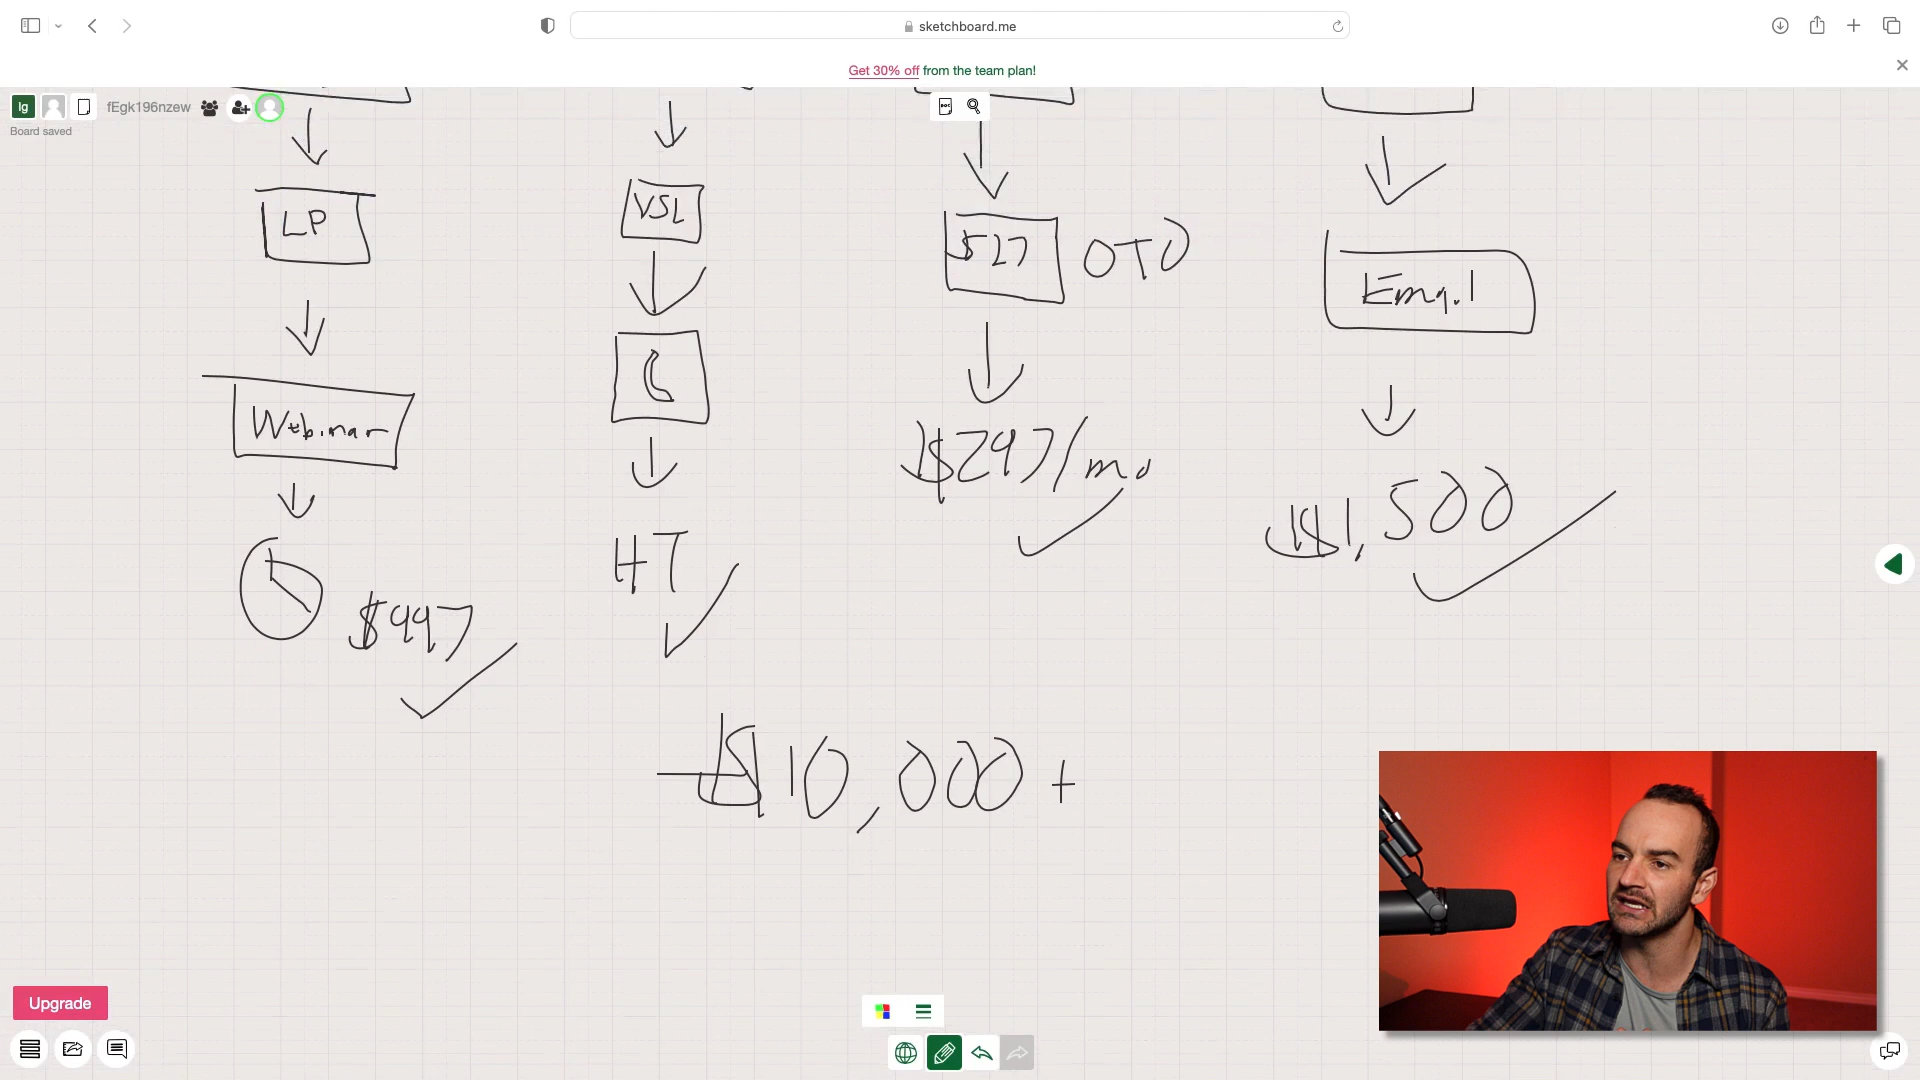 sketchboard.me
Get 30% off from the team plan!
lg
fEgk196nzew
Board saved
LP
VSL
$27
OTO
Email
Webinar
$297/mo
$1,500
HT
$997
$10,000 +
Upgrade